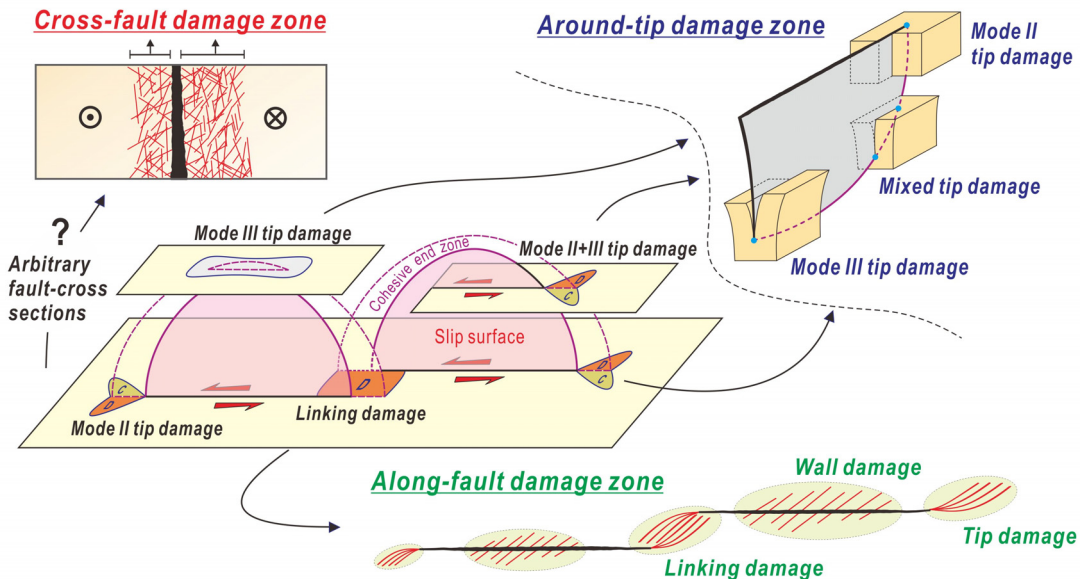 Cross-fault damage zone
Around-tip damage zone
Mode II
tip damage
Mixed tip damage
Mode III tip damage
?
Arbitrary
fault-cross
sections
Mode III tip damage
Cohesive end zone
Mode II+III tip damage
D
C
Slip surface
D
C
C
D
D
Mode II tip damage
Linking damage
Along-fault damage zone
Wall damage
Linking damage
Tip damage